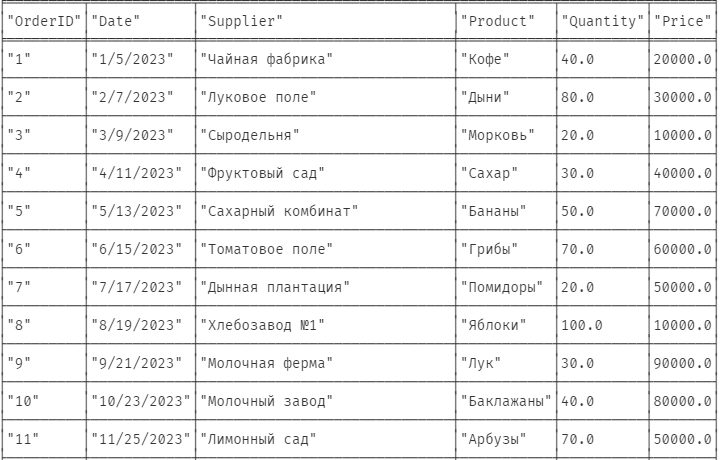 "OrderID" "Date" "Supplier" "Product" "Quantity" "Price"
"1" "1/5/2023" "Чайная фабрика" "Кофе" 40.0 20000.0
"2" "2/7/2023" "Луковое поле" "Дыни" 80.0 30000.0
"3" "3/9/2023" "Сыродельня" "Морковь" 20.0 10000.0
"4" "4/11/2023" "Фруктовый сад" "Сахар" 30.0 40000.0
"5" "5/13/2023" "Сахарный комбинат" "Бананы" 50.0 70000.0
"6" "6/15/2023" "Томатовое поле" "Грибы" 70.0 60000.0
"7" "7/17/2023" "Дынная плантация" "Помидоры" 20.0 50000.0
"8" "8/19/2023" "Хлебозавод №1" "Яблоки" 100.0 10000.0
"9" "9/21/2023" "Молочная ферма" "Лук" 30.0 90000.0
"10" "10/23/2023" "Молочный завод" "Баклажаны" 40.0 80000.0
"11" "11/25/2023" "Лимонный сад" "Арбузы" 70.0 50000.0